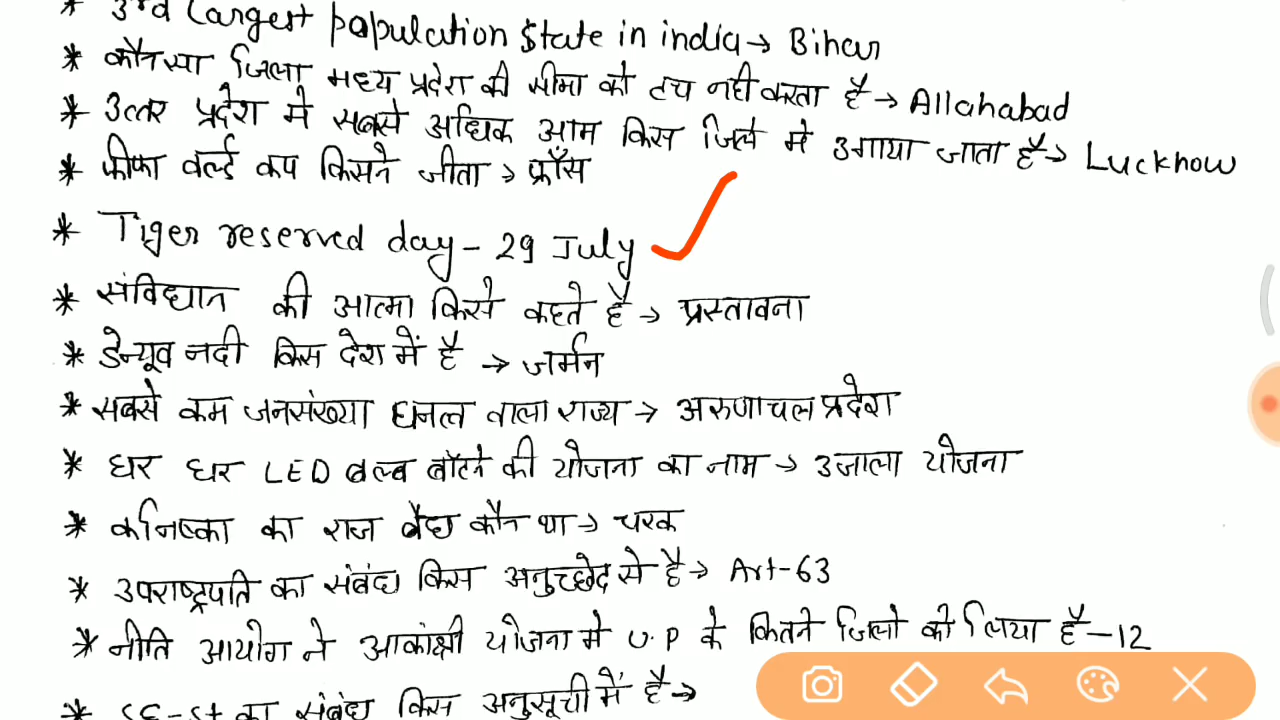 * 3rd Largest population State in india → Bihar
* कौनसा जिला मध्य प्रदेश की सीमा को टच नही करता है → Allahabad
* उत्तर प्रदेश मे सबसे अधिक आम किस जिले मे उगाया जाता है → Lucknow
* फीफा वर्ल्ड कप किसने जीता → फ्राँस
* Tiger reserved day - 29 July
* संविधान की आत्मा किसे कहते है → प्रस्तावना
* डेन्यूव नदी किस देश में है → जर्मन
* सबसे कम जनसंख्या घनत्व वाला राज्य → अरुणाचल प्रदेश
* घर घर LED बल्ब बॉटने की योजना का नाम → उजाला योजना
* कनिष्का का राज वैद्य कौन था → चरक
* उपराष्ट्रपति का संबंध किस अनुच्छेद से है → Art-63
* नीति आयोग ने आकांक्षी योजना मे U.P के कितने जिलो को लिया है - 12
* SC-St का संबंध किस अनुसूची में है →